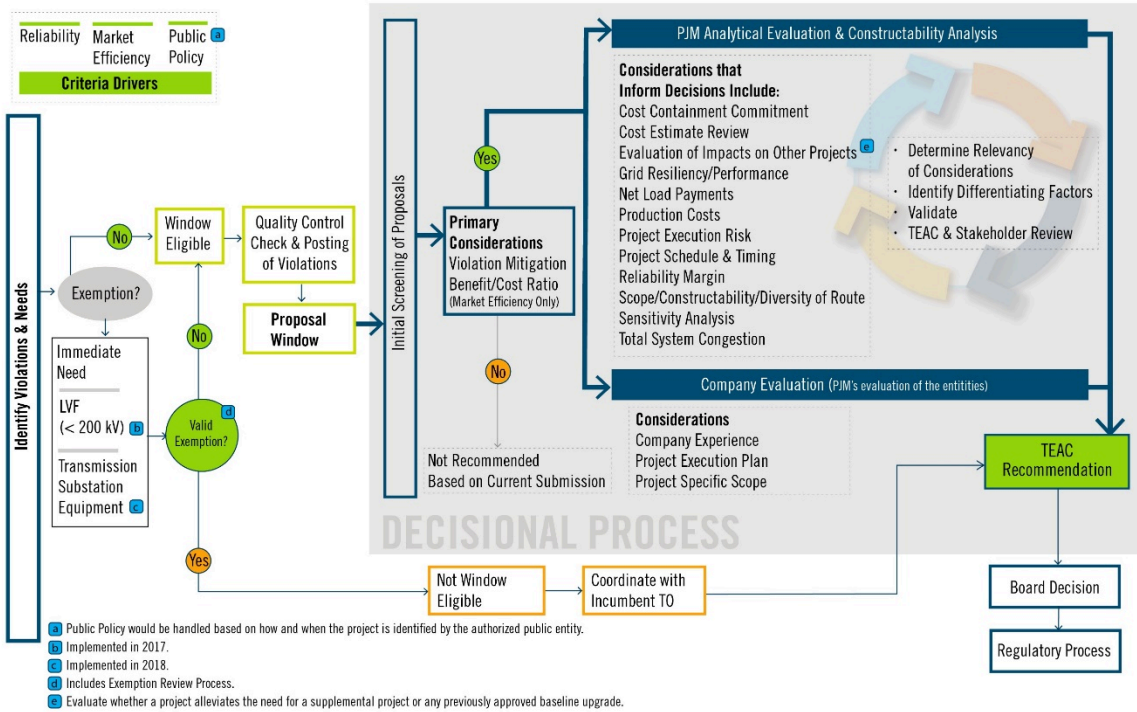 Reliability
Market
Efficiency
Public
Policy
a
Criteria Drivers
Identify Violations & Needs
Exemption?
No
Immediate
Need
LVF
(< 200 kV)
b
Transmission
Substation
Equipment
c
Window
Eligible
No
Valid
Exemption?
d
Yes
Quality Control
Check & Posting
of Violations
Proposal
Window
Initial Screening of Proposals
Primary
Considerations
Violation Mitigation
Benefit/Cost Ratio
(Market Efficiency Only)
Yes
No
Not Recommended
Based on Current Submission
PJM Analytical Evaluation & Constructability Analysis
Considerations that
Inform Decisions Include:
Cost Containment Commitment
Cost Estimate Review
Evaluation of Impacts on Other Projects
e
Grid Resiliency/Performance
Net Load Payments
Production Costs
Project Execution Risk
Project Schedule & Timing
Reliability Margin
Scope/Constructability/Diversity of Route
Sensitivity Analysis
Total System Congestion
· Determine Relevancy
of Considerations
· Identify Differentiating Factors
· Validate
· TEAC & Stakeholder Review
Company Evaluation (PJM's evaluation of the entitities)
Considerations
Company Experience
Project Execution Plan
Project Specific Scope
DECISIONAL PROCESS
TEAC
Recommendation
Not Window
Eligible
Coordinate with
Incumbent TO
Board Decision
Regulatory Process
a Public Policy would be handled based on how and when the project is identified by the authorized public entity.
b Implemented in 2017.
c Implemented in 2018.
d Includes Exemption Review Process.
e Evaluate whether a project alleviates the need for a supplemental project or any previously approved baseline upgrade.